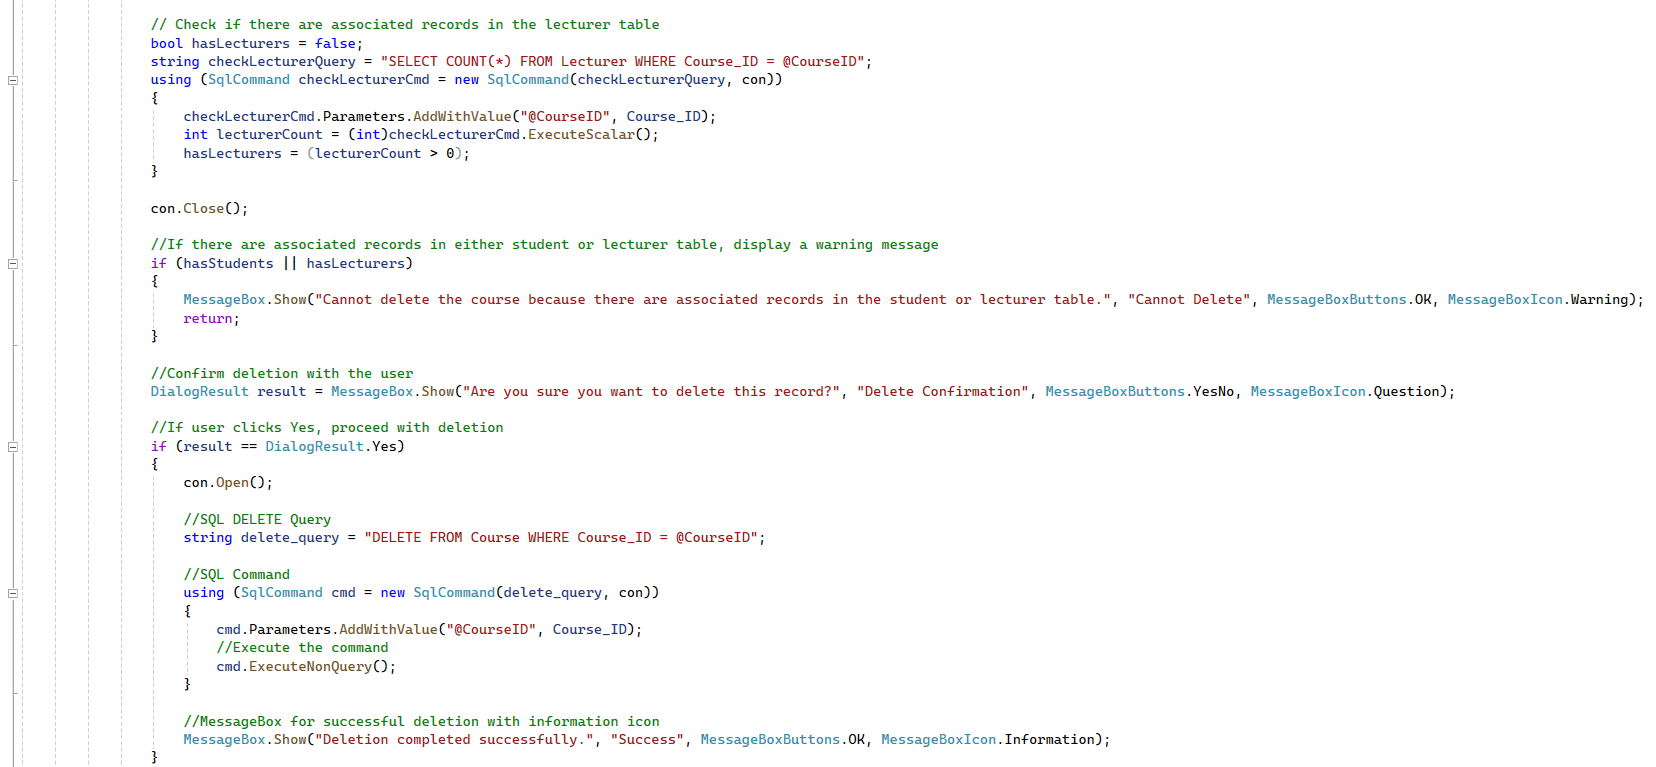 // Check if there are associated records in the lecturer table
bool hasLecturers = false;
string checkLecturerQuery = "SELECT COUNT(*) FROM Lecturer WHERE Course_ID = @CourseID";
using (SqlCommand checkLecturerCmd = new SqlCommand(checkLecturerQuery, con))
{
checkLecturerCmd.Parameters.AddWithValue("@CourseID", Course_ID);
int lecturerCount = (int)checkLecturerCmd.ExecuteScalar();
hasLecturers = (lecturerCount > 0);
}
con.Close();
//If there are associated records in either student or lecturer table, display a warning message
if (hasStudents || hasLecturers)
{
MessageBox.Show("Cannot delete the course because there are associated records in the student or lecturer table.", "Cannot Delete", MessageBoxButtons.OK, MessageBoxIcon.Warning);
return;
}
//Confirm deletion with the user
DialogResult result = MessageBox.Show("Are you sure you want to delete this record?", "Delete Confirmation", MessageBoxButtons.YesNo, MessageBoxIcon.Question);
//If user clicks Yes, proceed with deletion
if (result == DialogResult.Yes)
{
con.Open();
//SQL DELETE Query
string delete_query = "DELETE FROM Course WHERE Course_ID = @CourseID";
//SQL Command
using (SqlCommand cmd = new SqlCommand(delete_query, con))
{
cmd.Parameters.AddWithValue("@CourseID", Course_ID);
//Execute the command
cmd.ExecuteNonQuery();
}
//MessageBox for successful deletion with information icon
MessageBox.Show("Deletion completed successfully.", "Success", MessageBoxButtons.OK, MessageBoxIcon.Information);
}